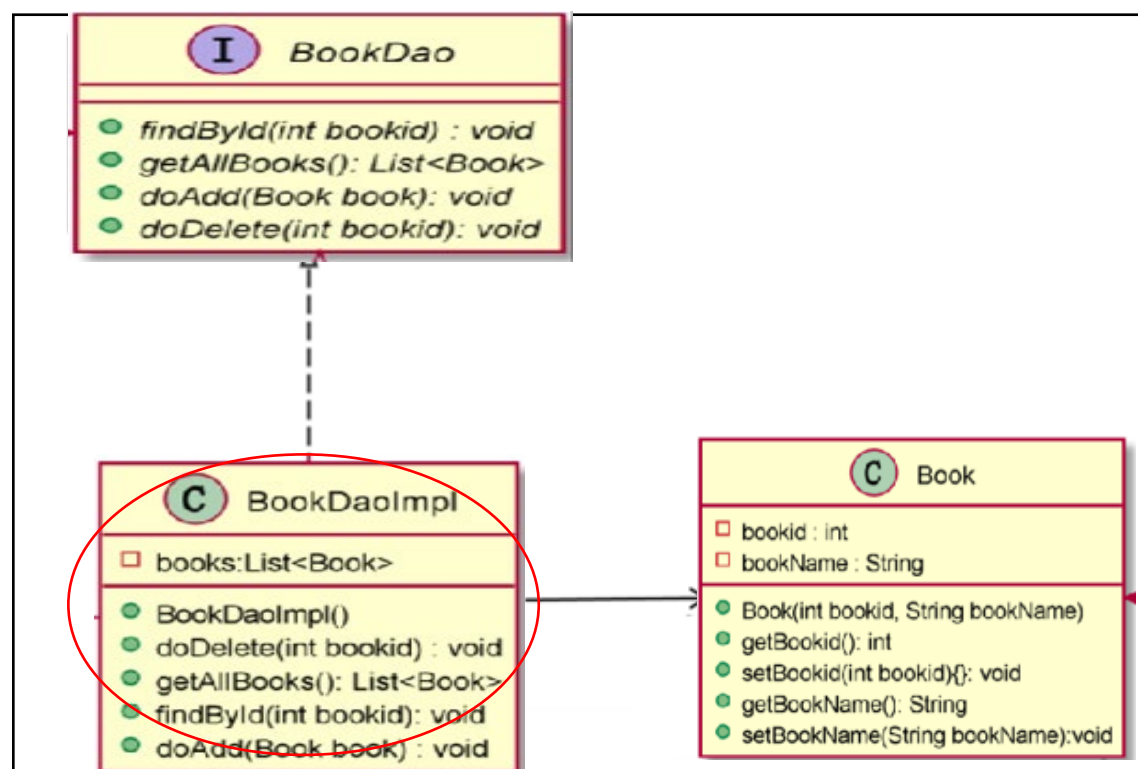 I BookDao
findById(int bookid) : void
getAllBooks(): List<Book>
doAdd(Book book): void
doDelete(int bookid): void
C BookDaoImpl
books:List<Book>
BookDaoImpl()
doDelete(int bookid) : void
getAllBooks(): List<Book>
findById(int bookid): void
doAdd(Book book) : void
C Book
bookid : int
bookName : String
Book(int bookid, String bookName)
getBookid(): int
setBookid(int bookid){}: void
getBookName(): String
setBookName(String bookName):void